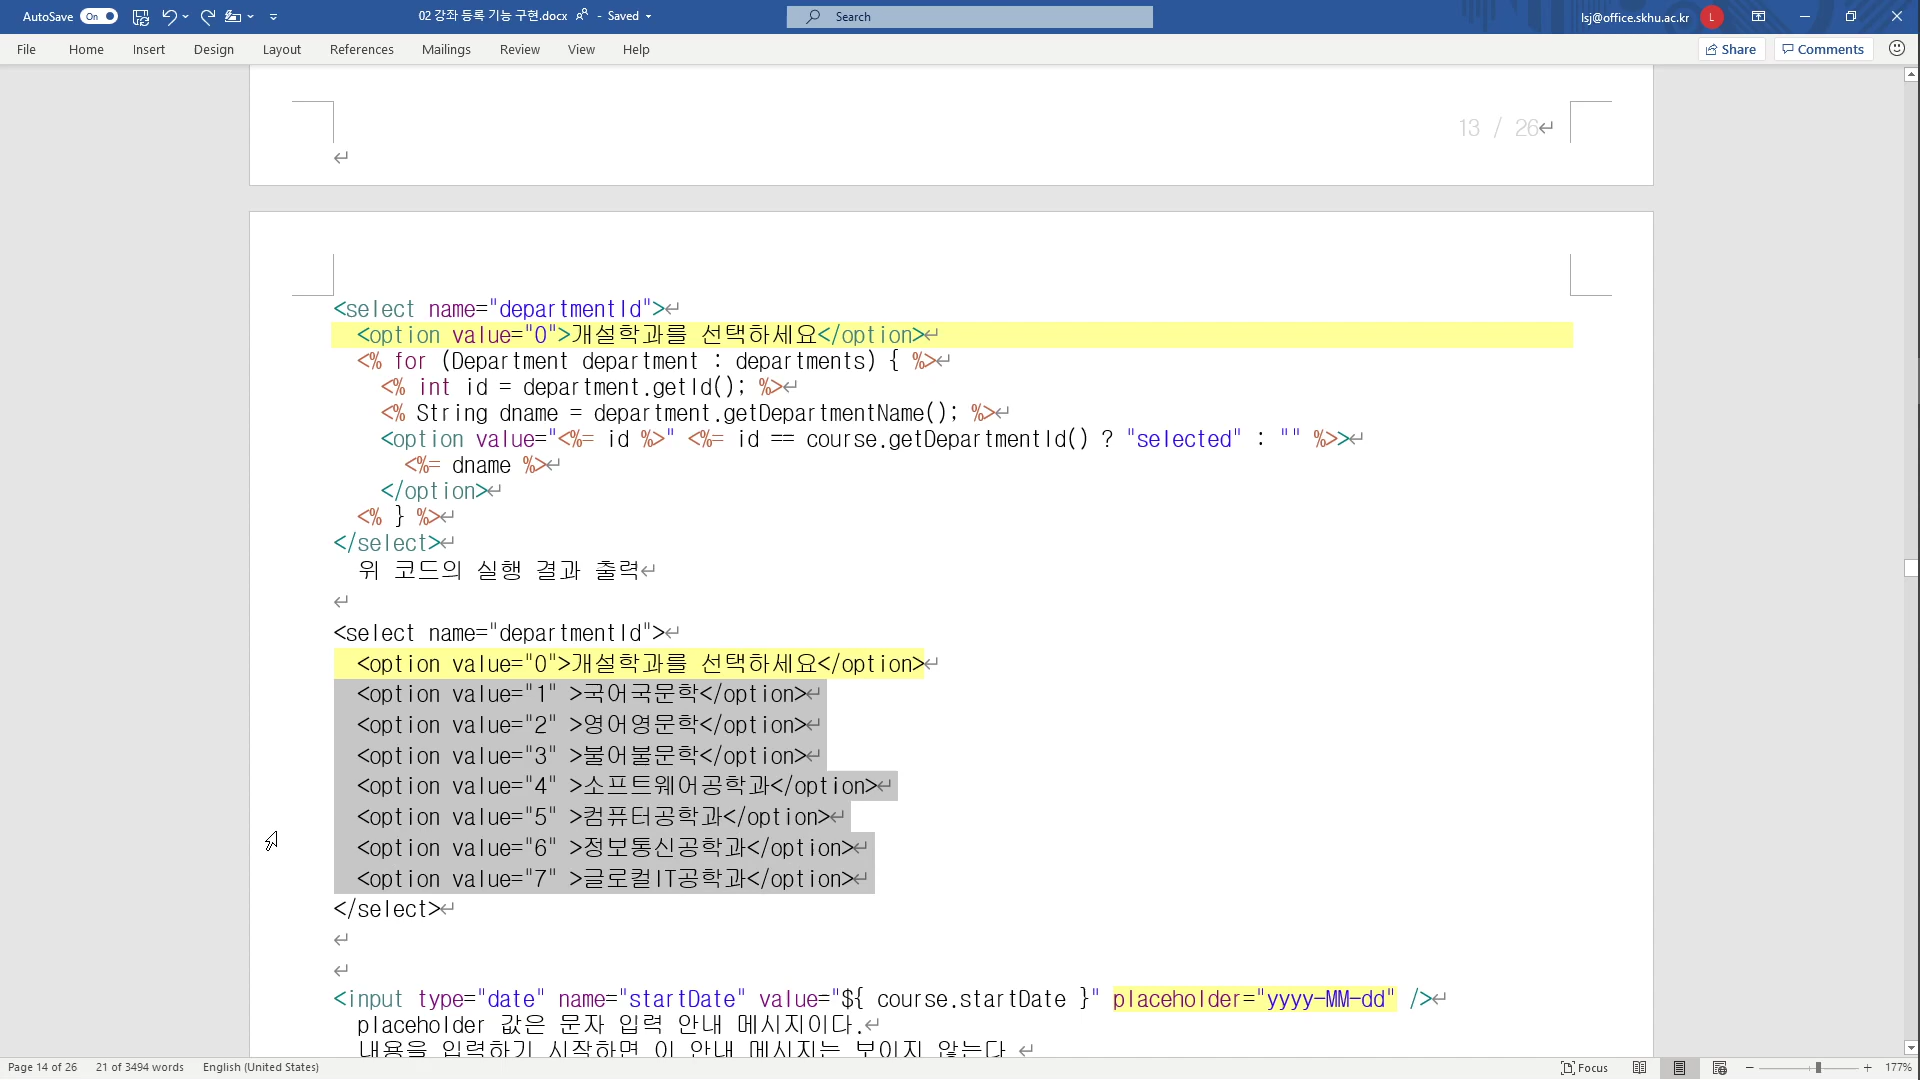 AutoSave On 02 강좌 등록 기능 구현.docx - Saved Search lsj@office.skhu.ac.kr L
File Home Insert Design Layout References Mailings Review View Help Share Comments
13 / 26↵
↵
<select name="departmentId">↵
<option value="0">개설학과를 선택하세요</option>↵
<% for (Department department : departments) { %>↵
<% int id = department.getId(); %>↵
<% String dname = department.getDepartmentName(); %>↵
<option value="<%= id %>" <%= id == course.getDepartmentId() ? "selected" : "" %>>↵
<%= dname %>↵
</option>↵
<% } %>↵
</select>↵
위 코드의 실행 결과 출력↵
↵
<select name="departmentId">↵
<option value="0">개설학과를 선택하세요</option>↵
<option value="1" >국어국문학</option>↵
<option value="2" >영어영문학</option>↵
<option value="3" >불어불문학</option>↵
<option value="4" >소프트웨어공학과</option>↵
<option value="5" >컴퓨터공학과</option>↵
<option value="6" >정보통신공학과</option>↵
<option value="7" >글로컬IT공학과</option>↵
</select>↵
↵
↵
<input type="date" name="startDate" value="${ course.startDate }" placeholder="yyyy-MM-dd" />↵
placeholder 값은 문자 입력 안내 메시지이다.↵
내용을 입력하기 시작하면 이 안내 메시지는 보이지 않는다 ↵
Page 14 of 26 21 of 3494 words English (United States) Focus 177%